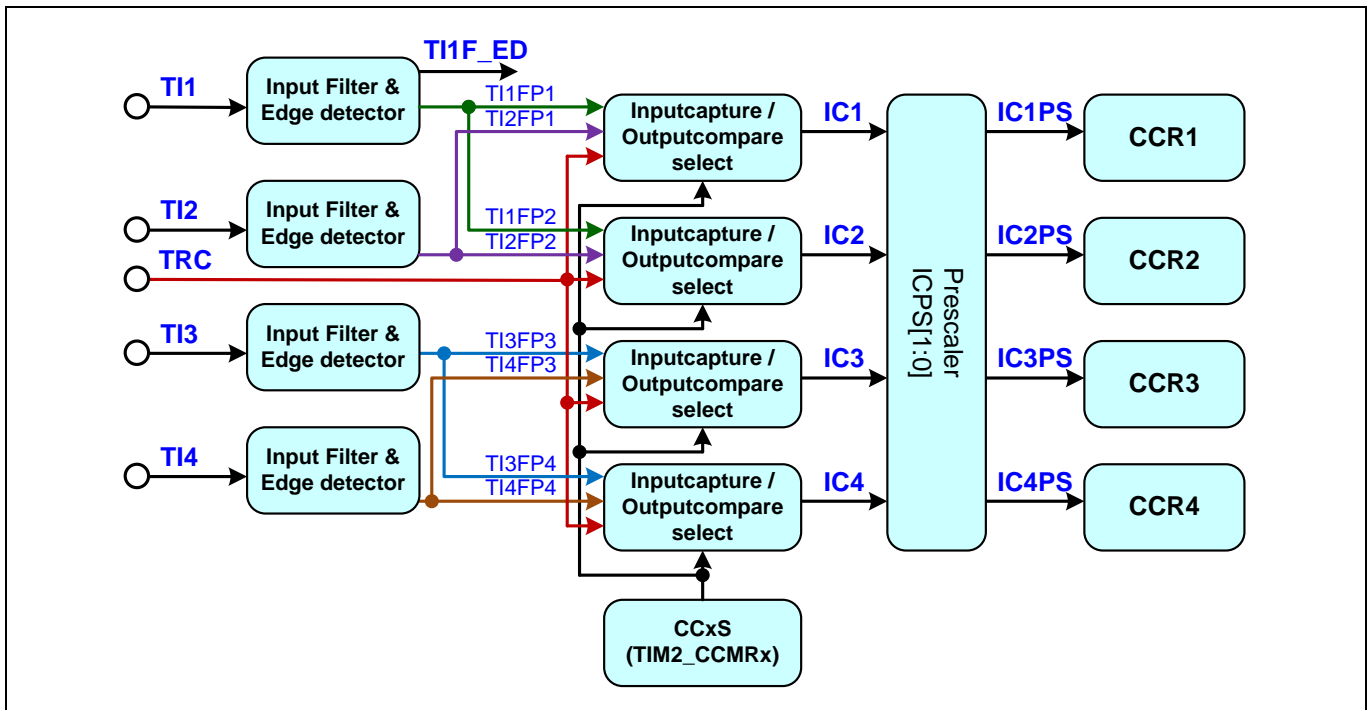 TI1F_ED
TI1
Input Filter &
Edge detector
TI1FP1
TI2FP1
Inputcapture /
Outputcompare
select
IC1
IC1PS
CCR1
TI2
Input Filter &
Edge detector
TI1FP2
TI2FP2
Inputcapture /
Outputcompare
select
IC2
IC2PS
CCR2
TRC
Prescaler
ICPS[1:0]
TI3
Input Filter &
Edge detector
TI3FP3
TI4FP3
Inputcapture /
Outputcompare
select
IC3
IC3PS
CCR3
TI4
Input Filter &
Edge detector
TI3FP4
TI4FP4
Inputcapture /
Outputcompare
select
IC4
IC4PS
CCR4
CCxS
(TIM2_CCMRx)